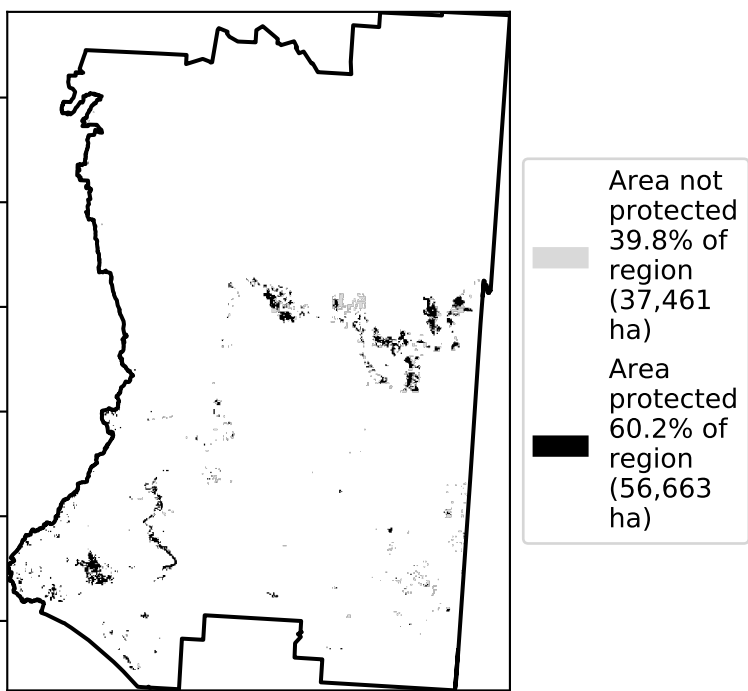 Area not
protected
39.8% of
region
(37,461
ha)
Area
protected
60.2% of
region
(56,663
ha)